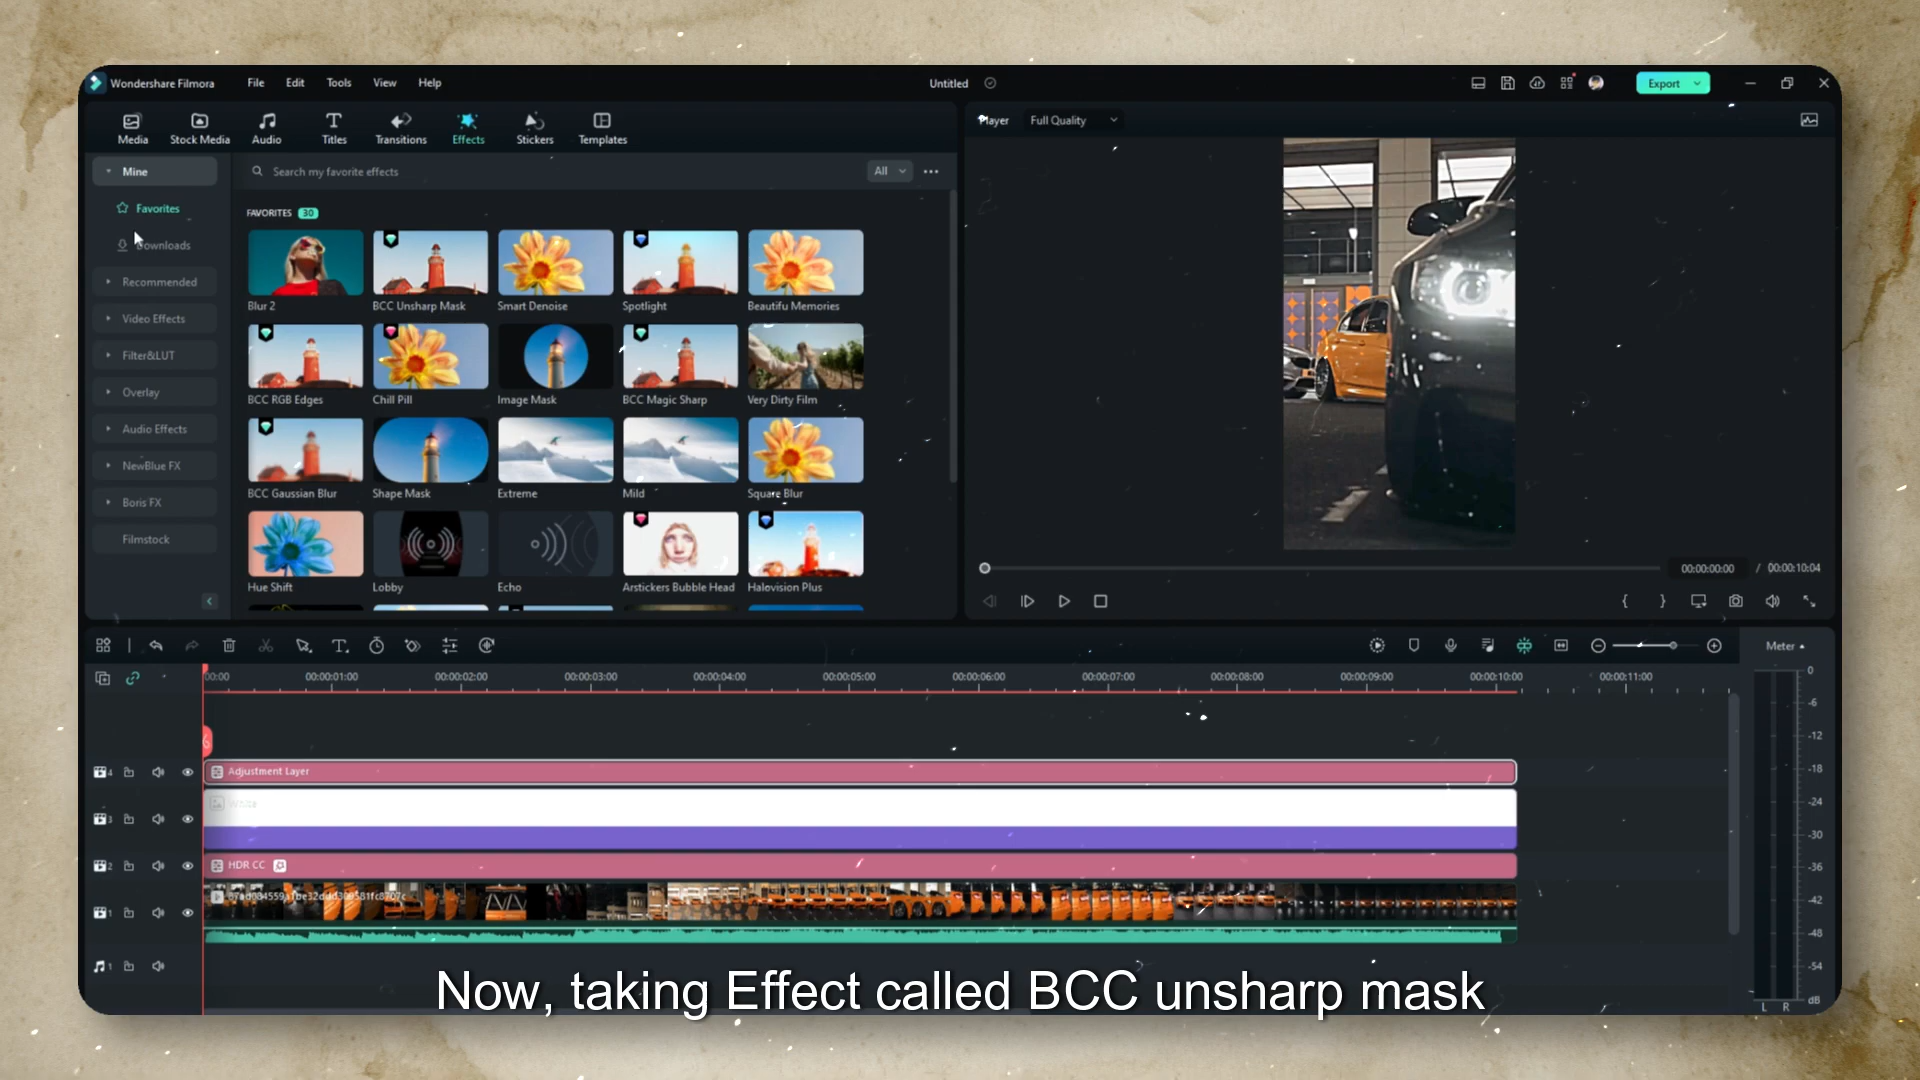 Wondershare Filmora File Edit Tools View Help Untitled Export
Media Stock Media Audio Titles Transitions Effects Stickers Templates
Player Full Quality
Mine
Search my favorite effects All
Favorites
Downloads
Recommended
Video Effects
Filter&LUT
Overlay
Audio Effects
NewBlue FX
Boris FX
Filmstock
FAVORITES 30
Blur 2 BCC Unsharp Mask Smart Denoise Spotlight Beautifu Memories
BCC RGB Edges Chill Pill Image Mask BCC Magic Sharp Very Dirty Film
BCC Gaussian Blur Shape Mask Extreme Mild Square Blur
Hue Shift Lobby Echo Arstickers Bubble Head Halovision Plus
00:00:00:00 / 00:00:10:04
Meter
00:00 00:00:01:00 00:00:02:00 00:00:03:00 00:00:04:00 00:00:05:00 00:00:06:00 00:00:07:00 00:00:08:00 00:00:09:00 00:00:10:00 00:00:11:00
4 Adjustment Layer
3 White
2 HDR CC
1
1
0
-6
-12
-18
-24
-30
-36
-42
-48
-54
dB
L R
Now, taking Effect called BCC unsharp mask